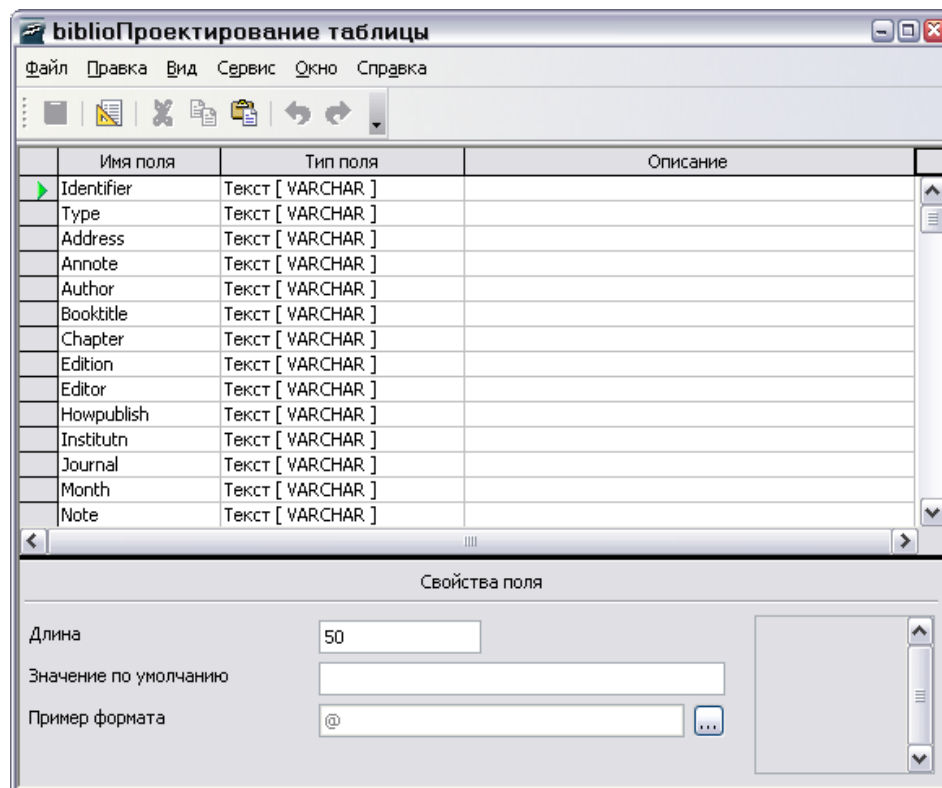 biblioПроектирование таблицы
Файл Правка Вид Сервис Окно Справка
Имя поля Тип поля Описание
Identifier Текст [ VARCHAR ]
Type Текст [ VARCHAR ]
Address Текст [ VARCHAR ]
Annote Текст [ VARCHAR ]
Author Текст [ VARCHAR ]
Booktitle Текст [ VARCHAR ]
Chapter Текст [ VARCHAR ]
Edition Текст [ VARCHAR ]
Editor Текст [ VARCHAR ]
Howpublish Текст [ VARCHAR ]
Institutn Текст [ VARCHAR ]
Journal Текст [ VARCHAR ]
Month Текст [ VARCHAR ]
Note Текст [ VARCHAR ]
Свойства поля
Длина 50
Значение по умолчанию
Пример формата @ ...